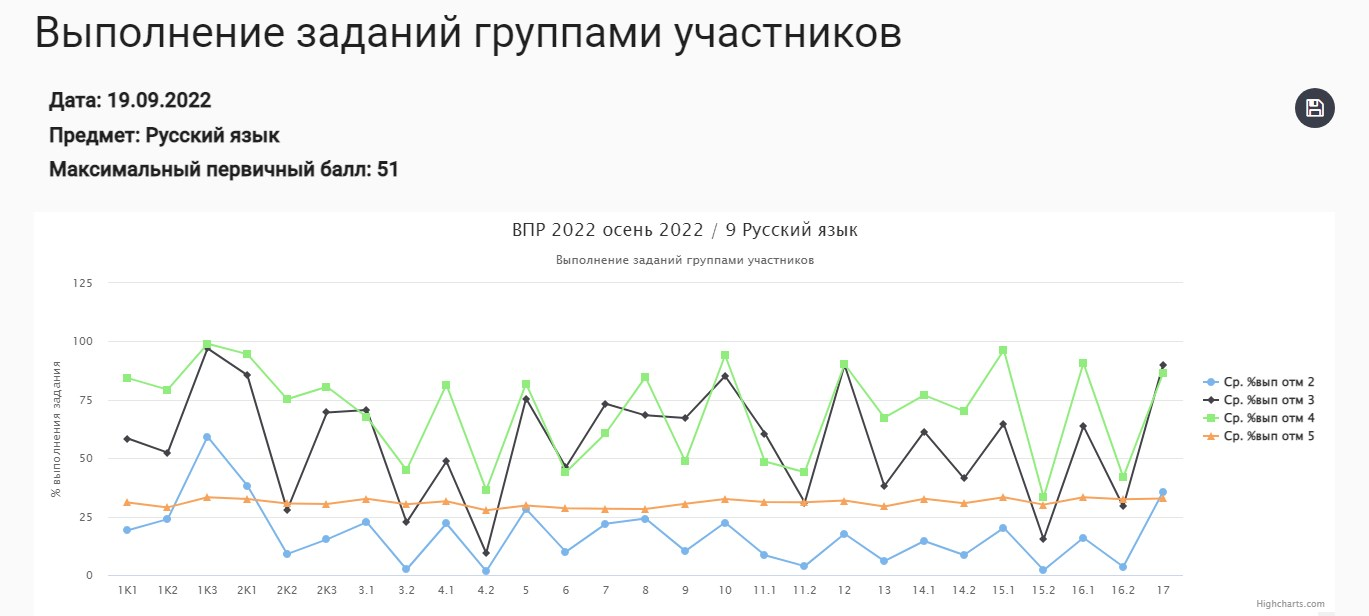 Выполнение заданий группами участников
Дата: 19.09.2022
Предмет: Русский язык
Максимальный первичный балл: 51
ВПР 2022 осень 2022 / 9 Русский язык
Выполнение заданий группами участников
% выполнения задания
125
100
75
50
25
0
1K1 1K2 1K3 2K1 2K2 2K3 3.1 3.2 4.1 4.2 5 6 7 8 9 10 11.1 11.2 12 13 14.1 14.2 15.1 15.2 16.1 16.2 17
Ср. %вып отм 2
Ср. %вып отм 3
Ср. %вып отм 4
Ср. %вып отм 5
Highcharts.com